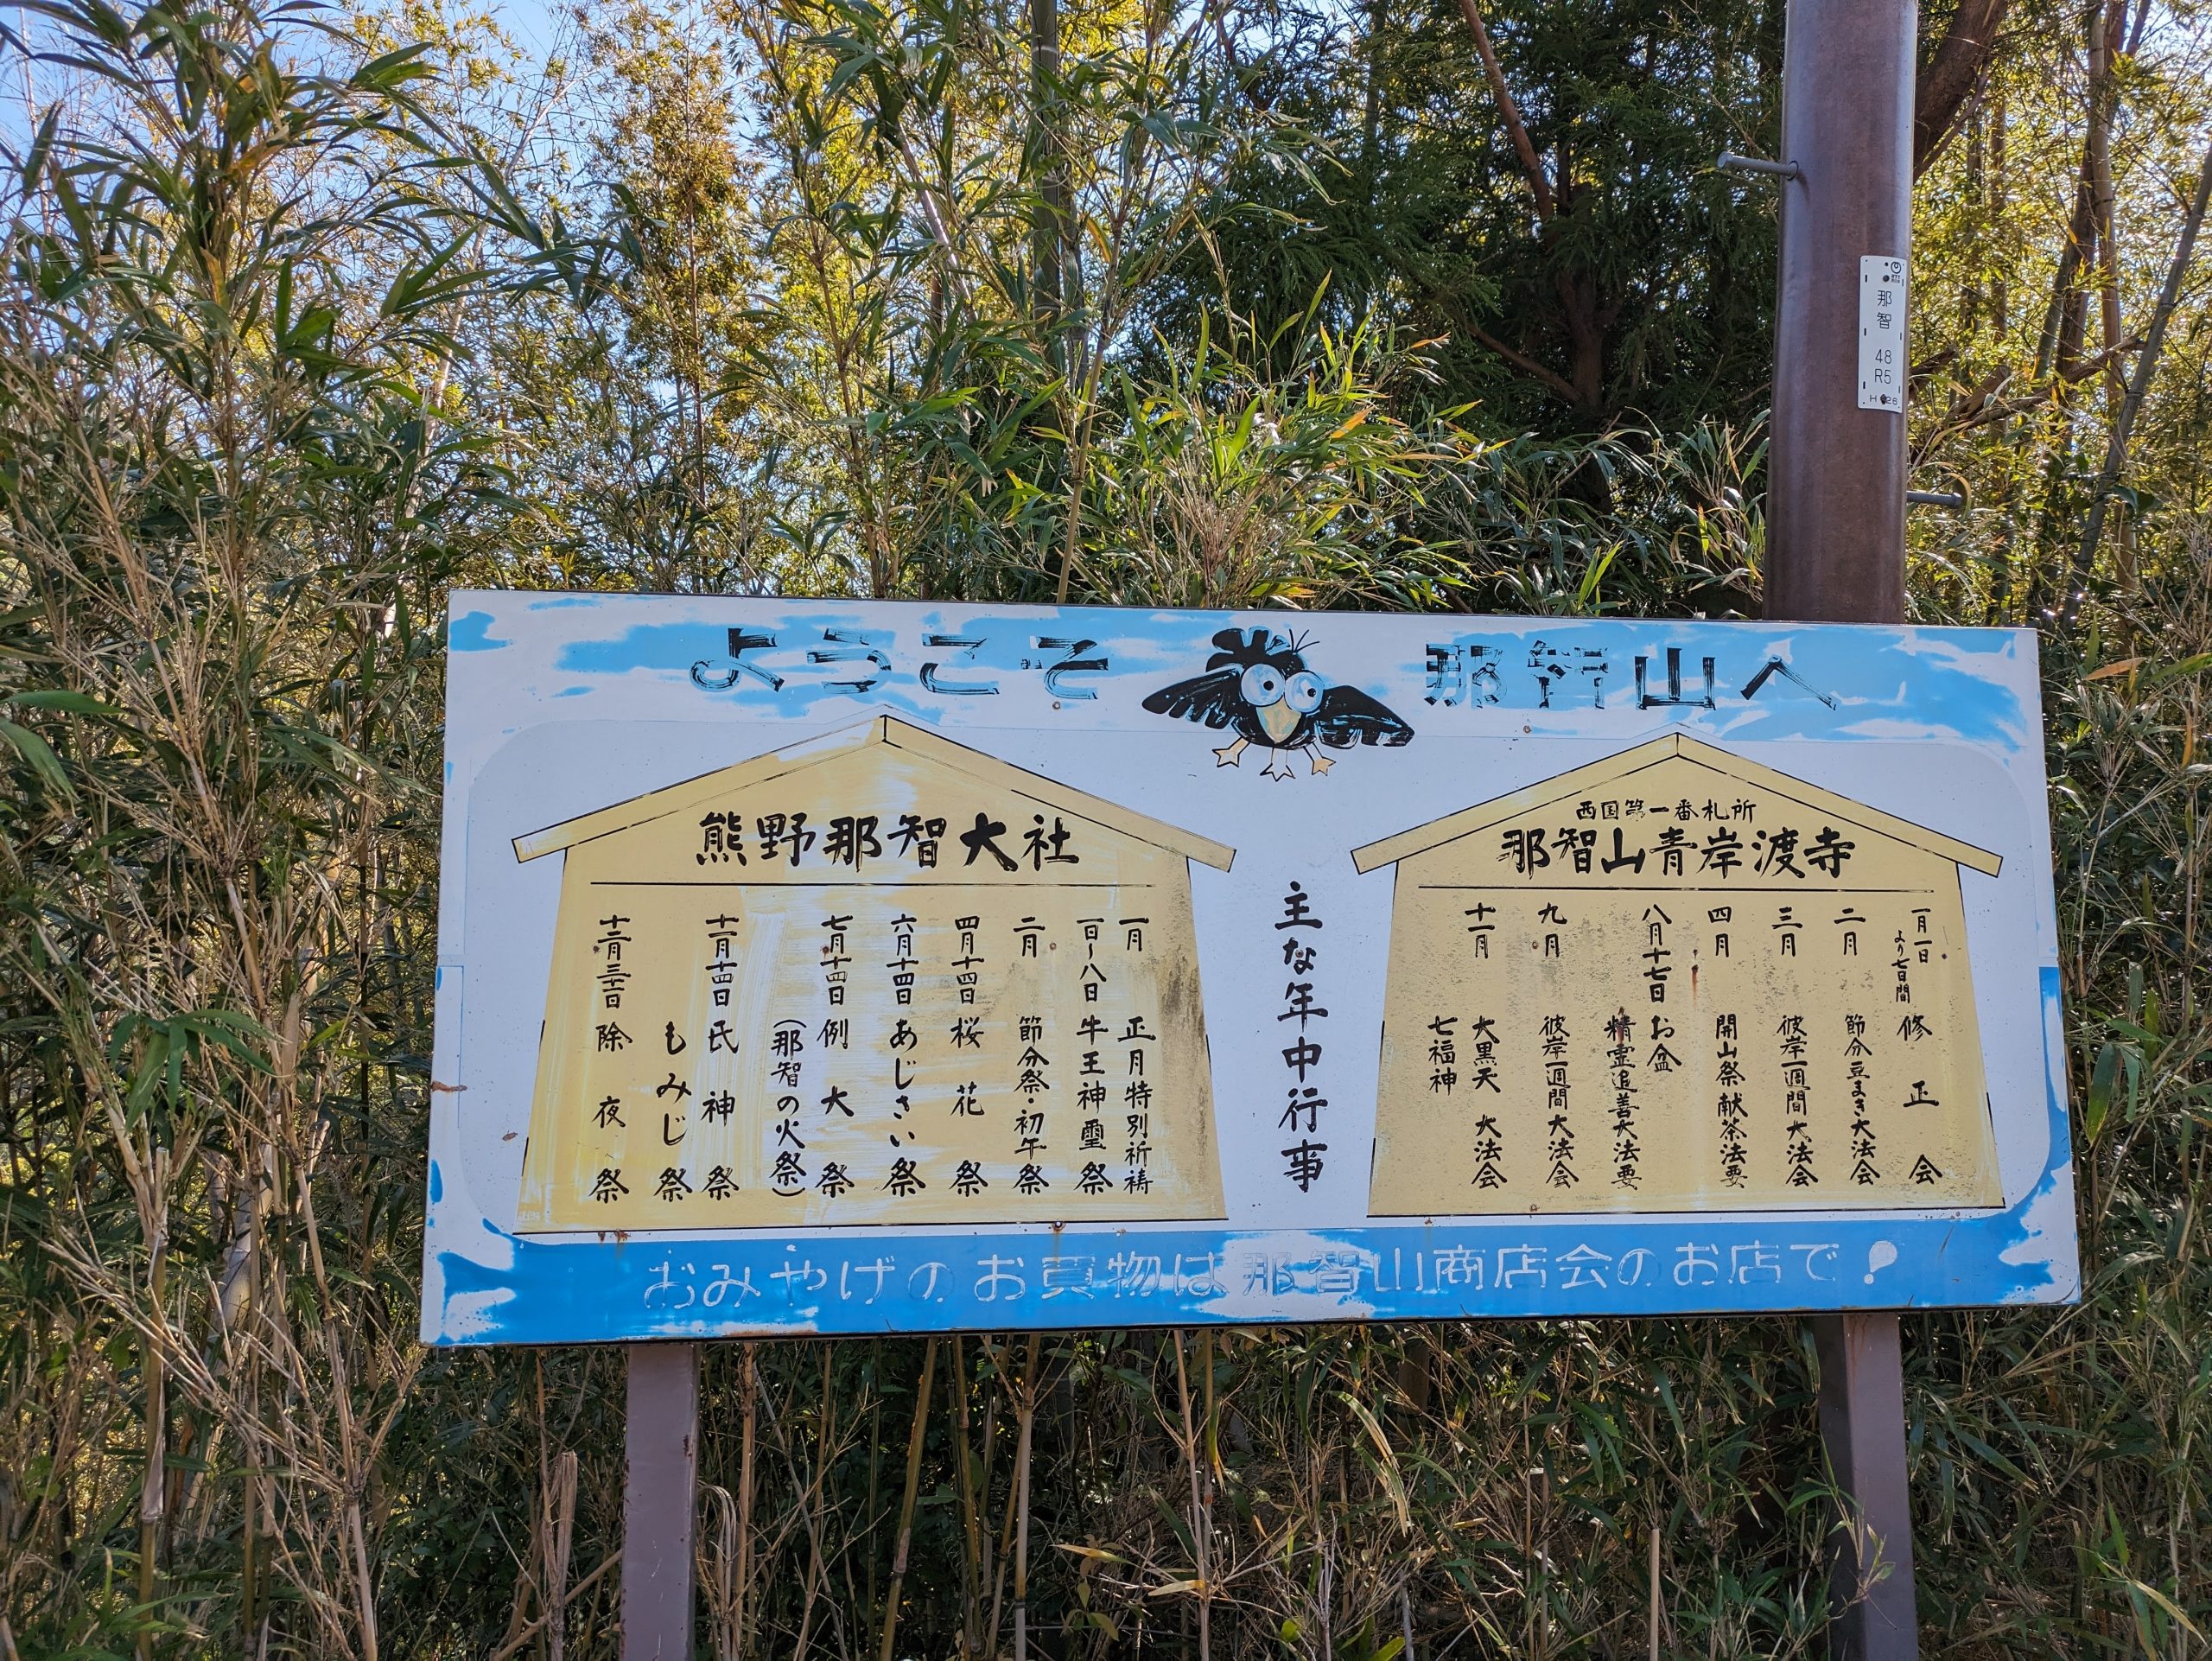 ようこそ 那智山へ
主な年中行事
熊野那智大社
一月 正月特別祈祷
一日〜八日 牛王神璽祭
二月 節分祭・初午祭
四月十四日 桜花祭
六月十四日 あじさい祭
七月十四日 例大祭
(那智の火祭)
十一月十四日 氏神祭
もみじ祭
十二月三十一日 除夜祭
西国第一番札所
那智山青岸渡寺
一月一日より七日間 修正会
二月 節分豆まき大法会
三月 彼岸一週間大法会
四月 開山祭献茶法要
八月十七日 お盆
精霊追善大法要
九月 彼岸一週間大法会
十一月 大黒天 大法会
七福神
おみやげのお買物は那智山商店会のお店で!
那智
48
R5